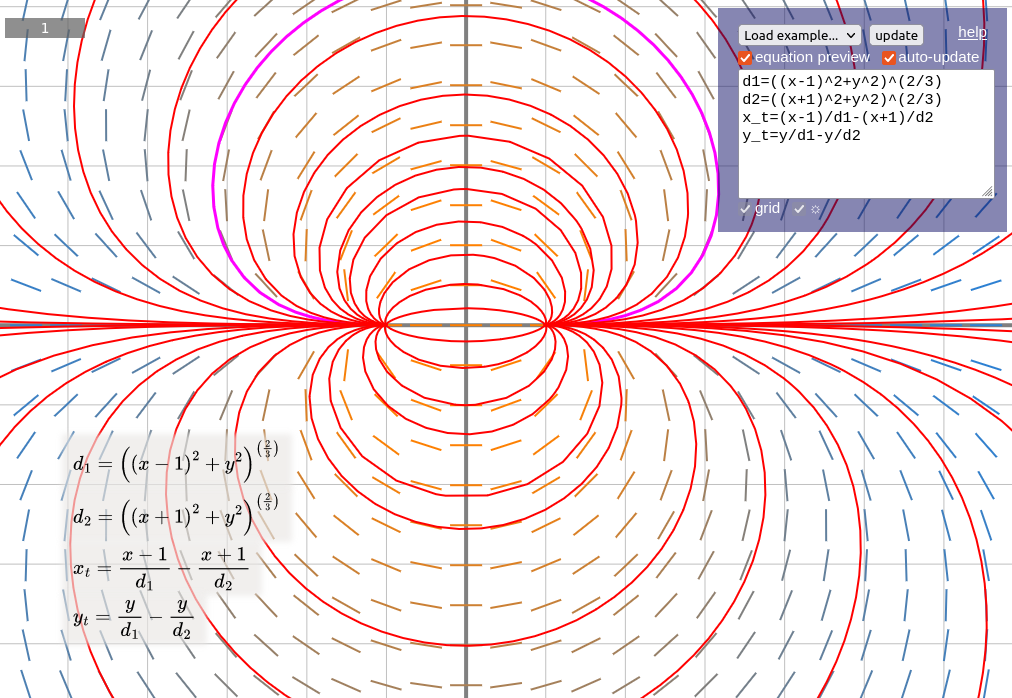 1
Load example...
update
help
equation preview
auto-update
d1=((x-1)^2+y^2)^(2/3)
d2=((x+1)^2+y^2)^(2/3)
x_t=(x-1)/d1-(x+1)/d2
y_t=y/d1-y/d2
grid
☼
d₁ = ((x − 1)² + y²)^(2/3)
d₂ = ((x + 1)² + y²)^(2/3)
xₜ = (x − 1)/d₁ − (x + 1)/d₂
yₜ = y/d₁ − y/d₂